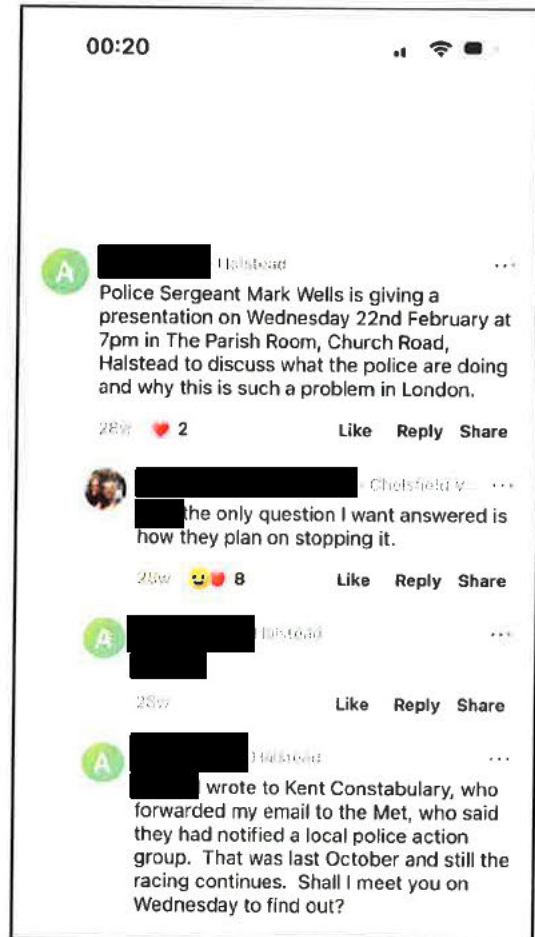 00:20
A
Halstead
Police Sergeant Mark Wells is giving a
presentation on Wednesday 22nd February at
7pm in The Parish Room, Church Road,
Halstead to discuss what the police are doing
and why this is such a problem in London.
28w 2 Like Reply Share
Chelsfield V...
the only question I want answered is
how they plan on stopping it.
28w 8 Like Reply Share
A
Halstead
28w Like Reply Share
A
Halstead
I wrote to Kent Constabulary, who
forwarded my email to the Met, who said
they had notified a local police action
group. That was last October and still the
racing continues. Shall I meet you on
Wednesday to find out?